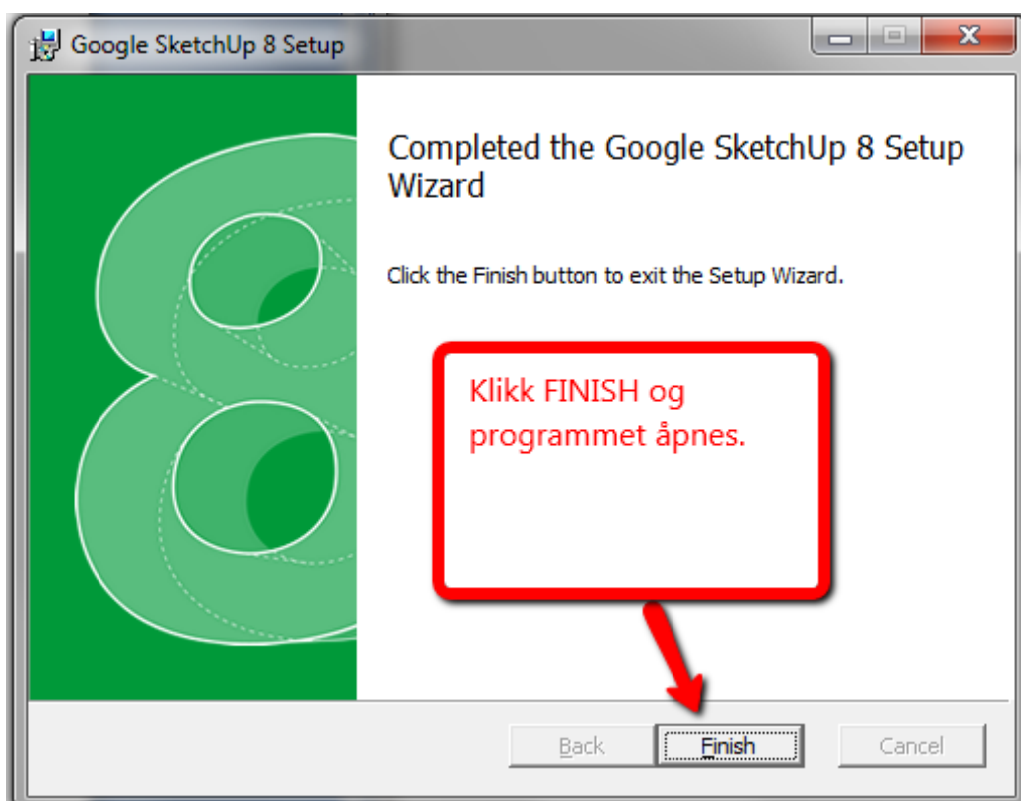 Google SketchUp 8 Setup
Completed the Google SketchUp 8 Setup
Wizard
Click the Finish button to exit the Setup Wizard.
Klikk FINISH og
programmet åpnes.
Back
Finish
Cancel